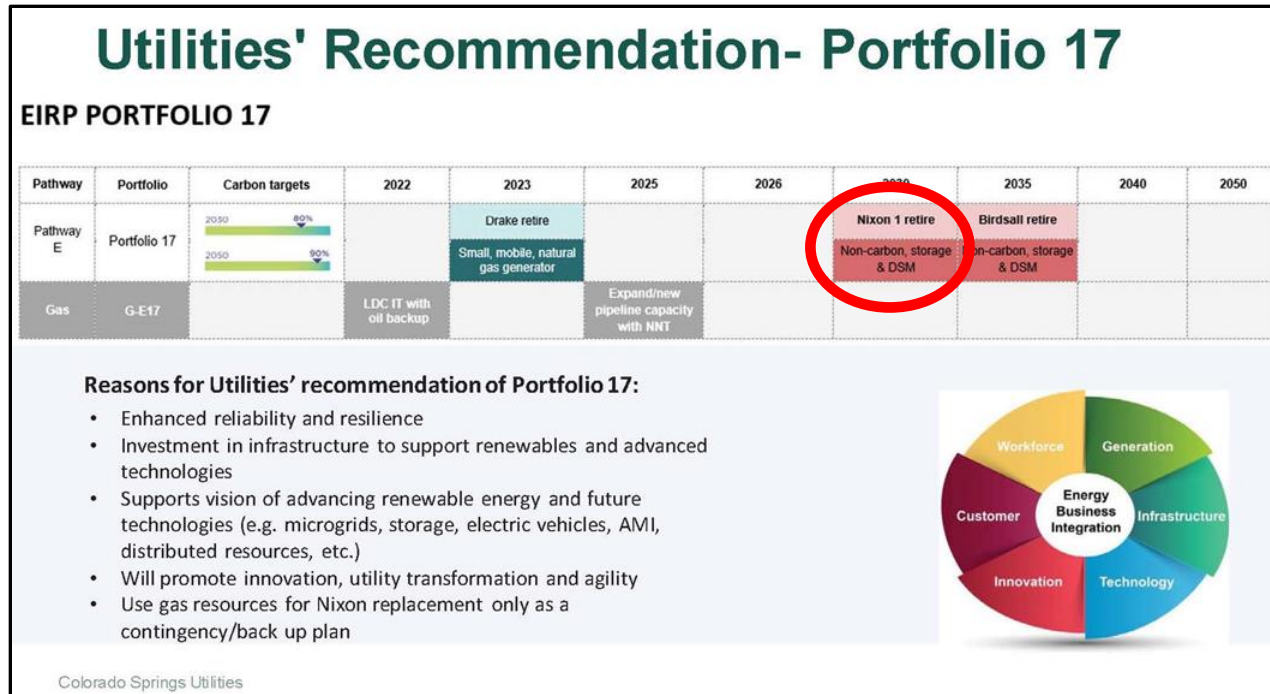 Utilities' Recommendation- Portfolio 17
EIRP PORTFOLIO 17
Pathway Portfolio Carbon targets 2022 2023 2025 2026 2035 2040 2050
Pathway E
Portfolio 17
2030 80%
2050 90%
Drake retire
Small, mobile, natural
gas generator
Nixon 1 retire
Non-carbon, storage
& DSM
Birdsall retire
Non-carbon, storage
& DSM
Gas
G-E17
LDC IT with
oil backup
Expand/new
pipeline capacity
with NNT
Reasons for Utilities' recommendation of Portfolio 17:
• Enhanced reliability and resilience
• Investment in infrastructure to support renewables and advanced
technologies
• Supports vision of advancing renewable energy and future
technologies (e.g. microgrids, storage, electric vehicles, AMI,
distributed resources, etc.)
• Will promote innovation, utility transformation and agility
• Use gas resources for Nixon replacement only as a
contingency/back up plan
Workforce
Generation
Customer
Energy
Business
Integration
Infrastructure
Innovation
Technology
Colorado Springs Utilities